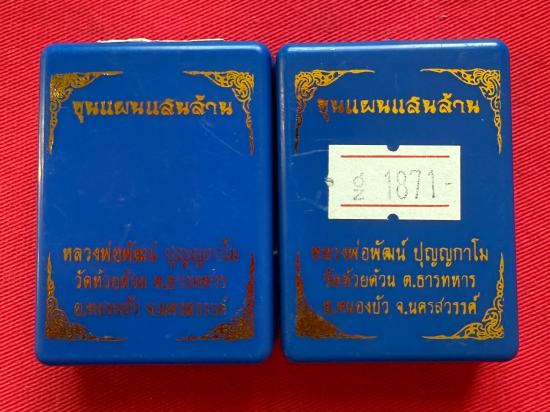 ขุนแผนแสนล้าน
หลวงพ่อพัฒน์ ปุญญกาโม
วัดห้วยด้วน ต.ธารทหาร
อ.หนองบัว จ.นครสวรรค์
ขุนแผนแสนล้าน
1871.-
หลวงพ่อพัฒน์ ปุญญกาโม
วัดห้วยด้วน ต.ธารทหาร
อ.หนองบัว จ.นครสวรรค์